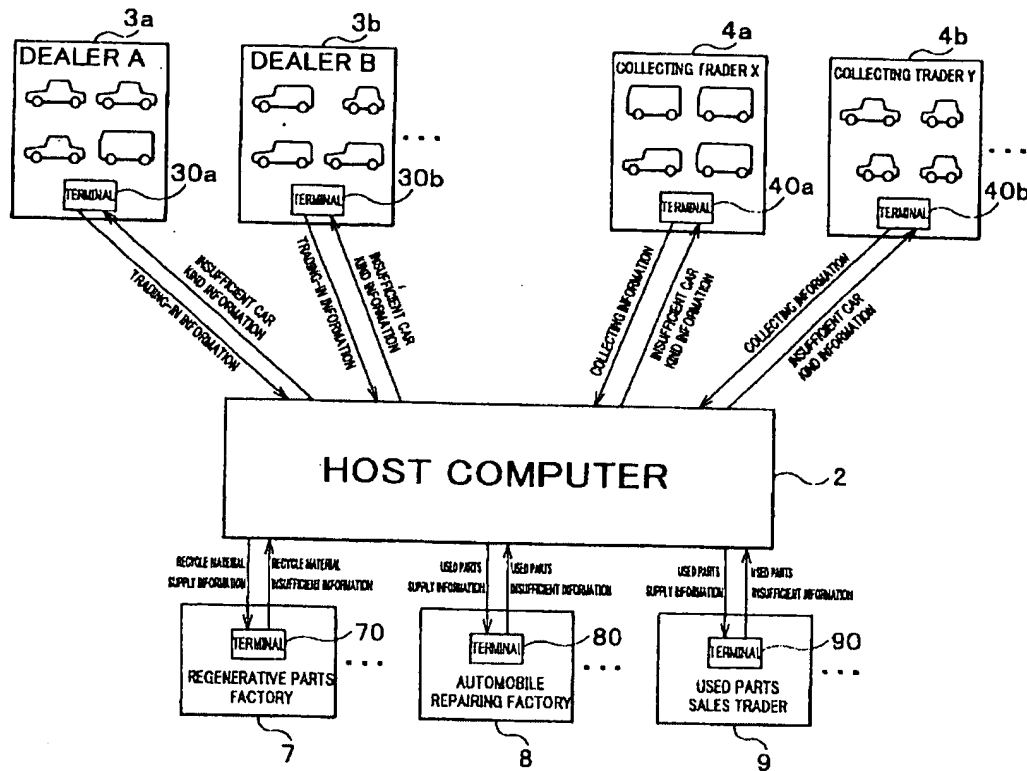 3a
3b
4a
4b
DEALER A
DEALER B
COLLECTING TRADER X
COLLECTING TRADER Y
...
...
TERMINAL
30a
TERMINAL
30b
TERMINAL
40a
TERMINAL
40b
TRADING-IN INFORMATION
INSUFFICIENT CAR
KIND INFORMATION
TRADING-IN INFORMATION
INSUFFICIENT CAR
KIND INFORMATION
COLLECTING INFORMATION
INSUFFICIENT CAR
KIND INFORMATION
COLLECTING INFORMATION
INSUFFICIENT CAR
KIND INFORMATION
HOST COMPUTER
2
RECYCLE MATERIAL
SUPPLY INFORMATION
RECYCLE MATERIAL
INSUFFICIENT INFORMATION
USED PARTS
SUPPLY INFORMATION
USED PARTS
INSUFFICIENT INFORMATION
USED PARTS
SUPPLY INFORMATION
USED PARTS
INSUFFICIENT INFORMATION
TERMINAL
70
...
REGENERATIVE PARTS
FACTORY
7
TERMINAL
80
...
AUTOMOBILE
REPAIRING FACTORY
8
TERMINAL
90
...
USED PARTS
SALES TRADER
9